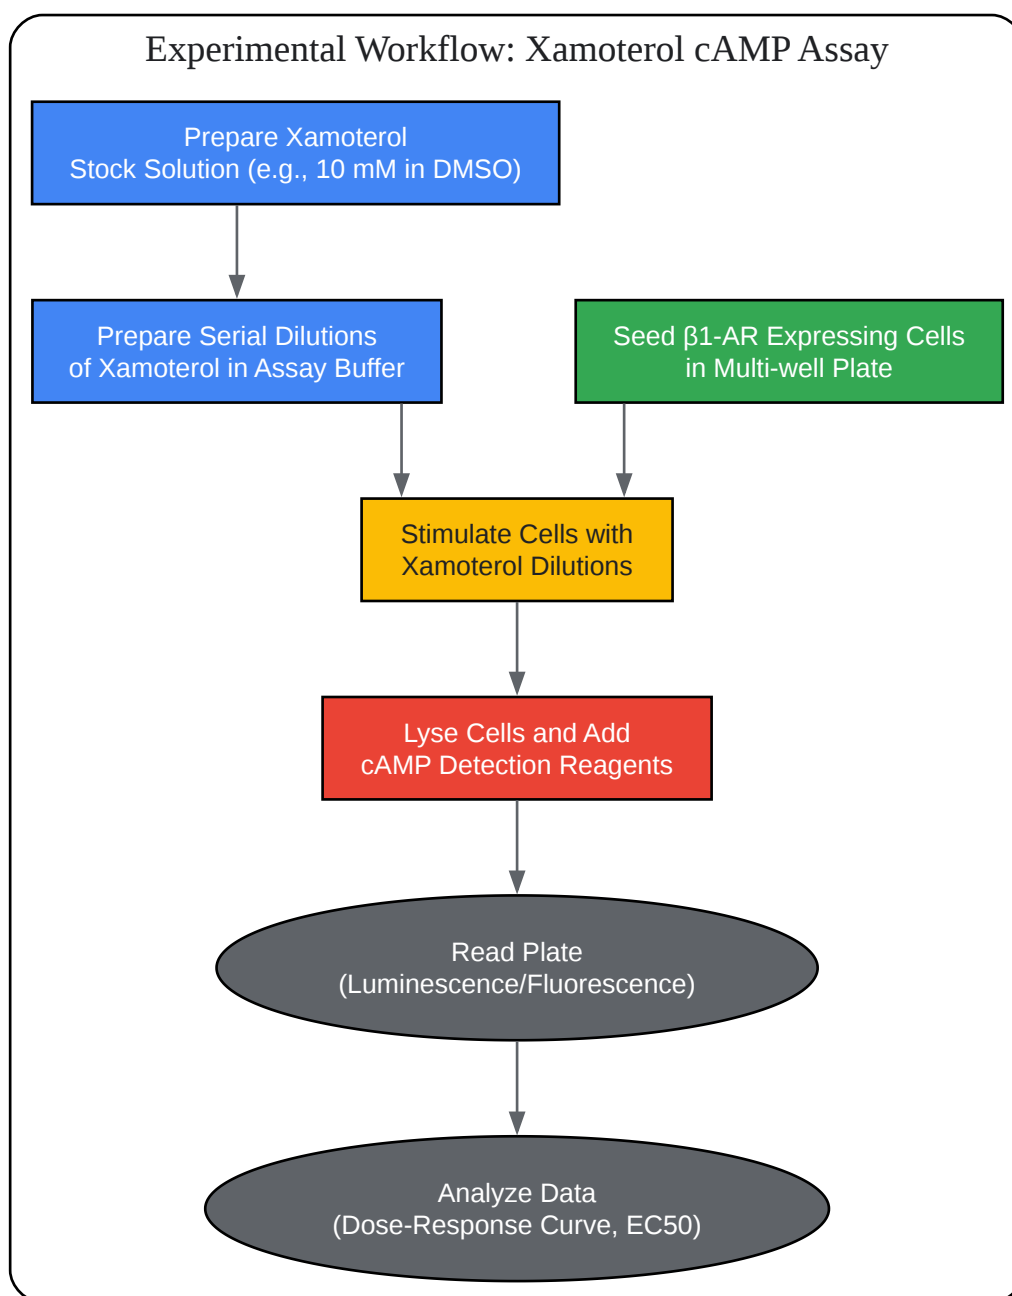 Experimental Workflow: Xamoterol cAMP Assay
Prepare Xamoterol
Stock Solution (e.g., 10 mM in DMSO)
Prepare Serial Dilutions
of Xamoterol in Assay Buffer
Seed β1-AR Expressing Cells
in Multi-well Plate
Stimulate Cells with
Xamoterol Dilutions
Lyse Cells and Add
cAMP Detection Reagents
Read Plate
(Luminescence/Fluorescence)
Analyze Data
(Dose-Response Curve, EC50)